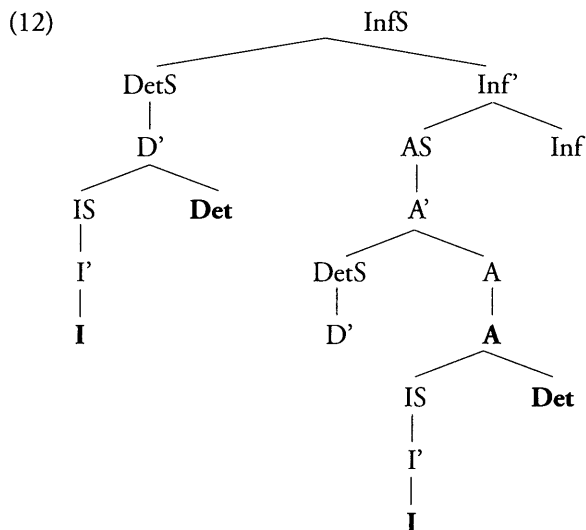 (12) InfS
DetS Inf'
D' AS Inf
IS Det A'
I' DetS A
I D' A
IS Det
I'
I